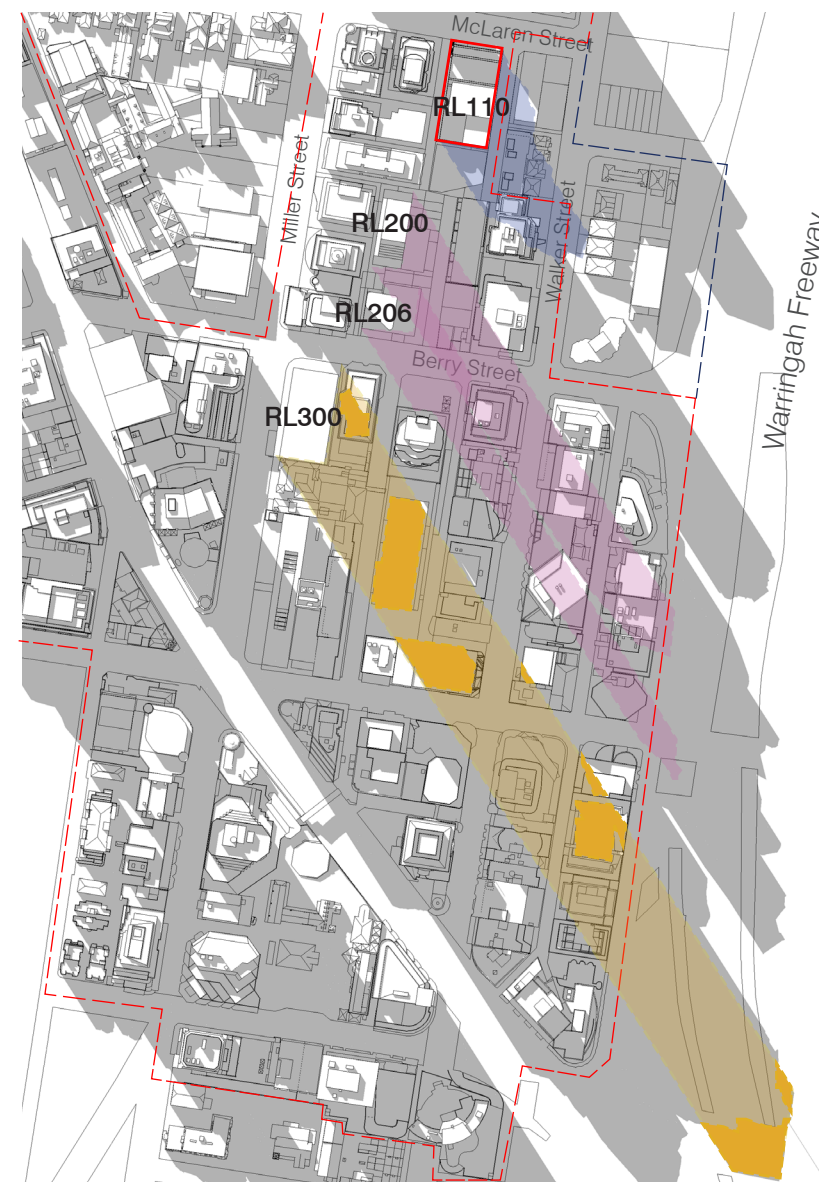 McLaren Street
RL110
Miller Street
RL200
Walker Street
RL206
Warringah Freeway
Berry Street
RL300